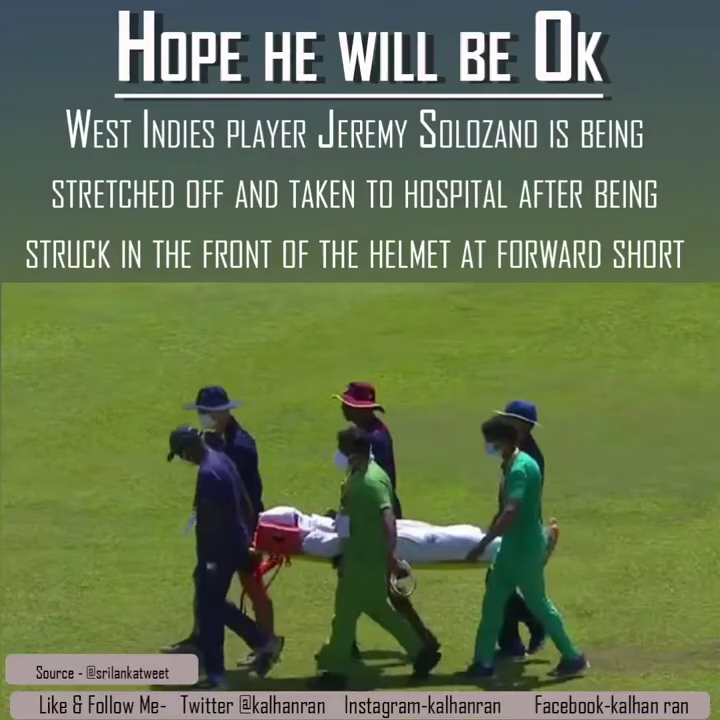 Hope he will be Ok
West Indies player Jeremy Solozano is being
stretched off and taken to hospital after being
struck in the front of the helmet at forward short
Source - @srilankatweet
Like & Follow Me- Twitter @kalhanran Instagram-kalhanran Facebook-kalhan ran